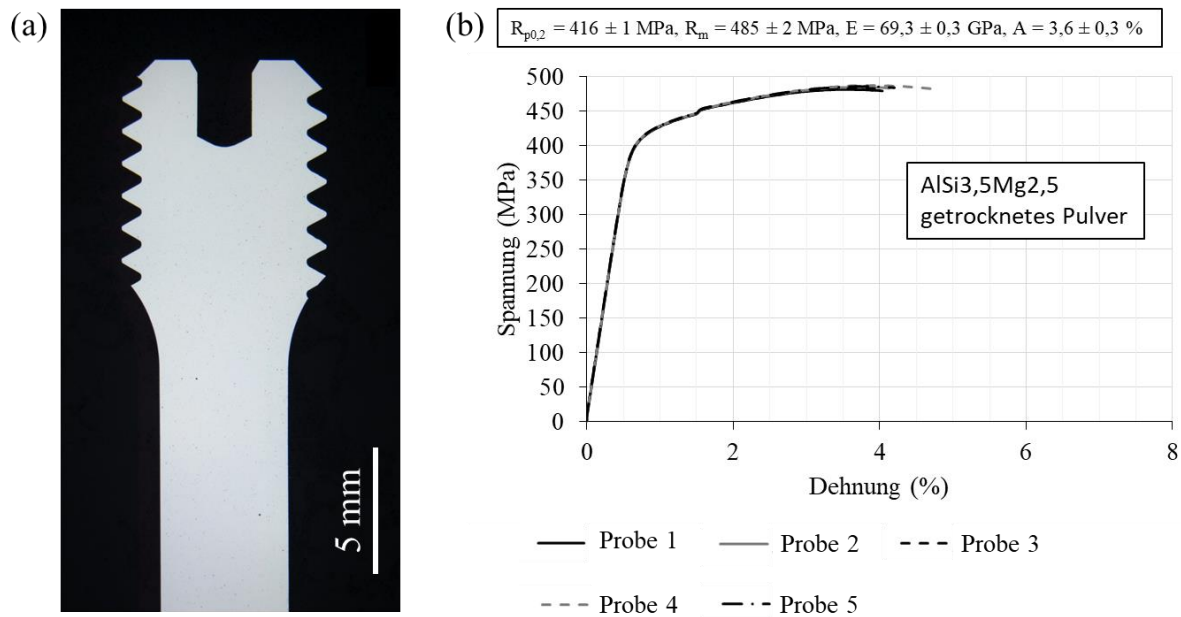 (a)
5 mm
(b)
R_p0,2 = 416 ± 1 MPa, R_m = 485 ± 2 MPa, E = 69,3 ± 0,3 GPa, A = 3,6 ± 0,3 %
Spannung (MPa)
500
450
400
350
300
250
200
150
100
50
0
AlSi3,5Mg2,5
getrocknetes Pulver
0 2 4 6 8
Dehnung (%)
Probe 1 Probe 2 Probe 3
Probe 4 Probe 5